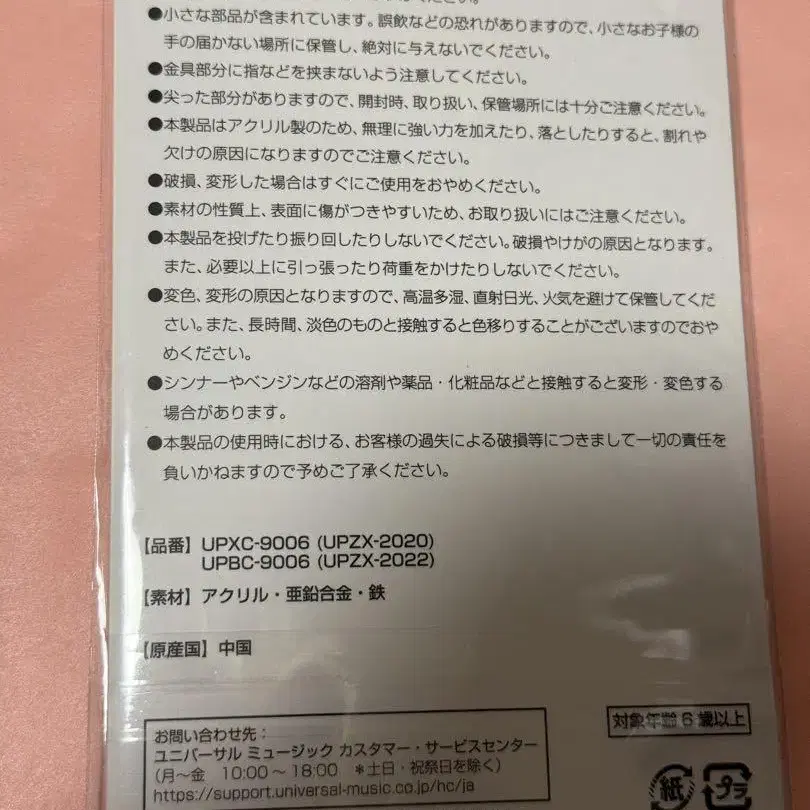 ●小さな部品が含まれています。誤飲などの恐れがありますので、小さなお子様の
手の届かない場所に保管し、絶対に与えないでください。
●金具部分に指などを挟まないよう注意してください。
●尖った部分がありますので、開封時、取り扱い、保管場所には十分ご注意ください。
●本製品はアクリル製のため、無理に強い力を加えたり、落としたりすると、割れや
欠けの原因になりますのでご注意ください。
●破損、変形した場合はすぐにご使用をおやめください。
●素材の性質上、表面に傷がつきやすいため、お取り扱いにはご注意ください。
●本製品を投げたり振り回したりしないでください。破損やけがの原因となります。
また、必要以上に引っ張ったり荷重をかけたりしないでください。
●変色、変形の原因となりますので、高温多湿、直射日光、火気を避けて保管してくだ
さい。また、長時間、淡色のものと接触すると色移りすることがございますのでおや
めください。
●シンナーやベンジンなどの溶剤や薬品・化粧品などと接触すると変形・変色する
場合があります。
●本製品の使用時における、お客様の過失による破損等につきまして一切の責任を
負いかねますので予めご了承ください。
【品番】UPXC-9006 (UPZX-2020)
UPBC-9006 (UPZX-2022)
【素材】アクリル・亜鉛合金・鉄
【原産国】中国
対象年齢6歳以上
お問い合わせ先：
ユニバーサル ミュージック カスタマー・サービスセンター
(月～金 10:00～18:00 ＊土日・祝祭日を除く)
https://support.universal-music.co.jp/hc/ja
紙
プラ